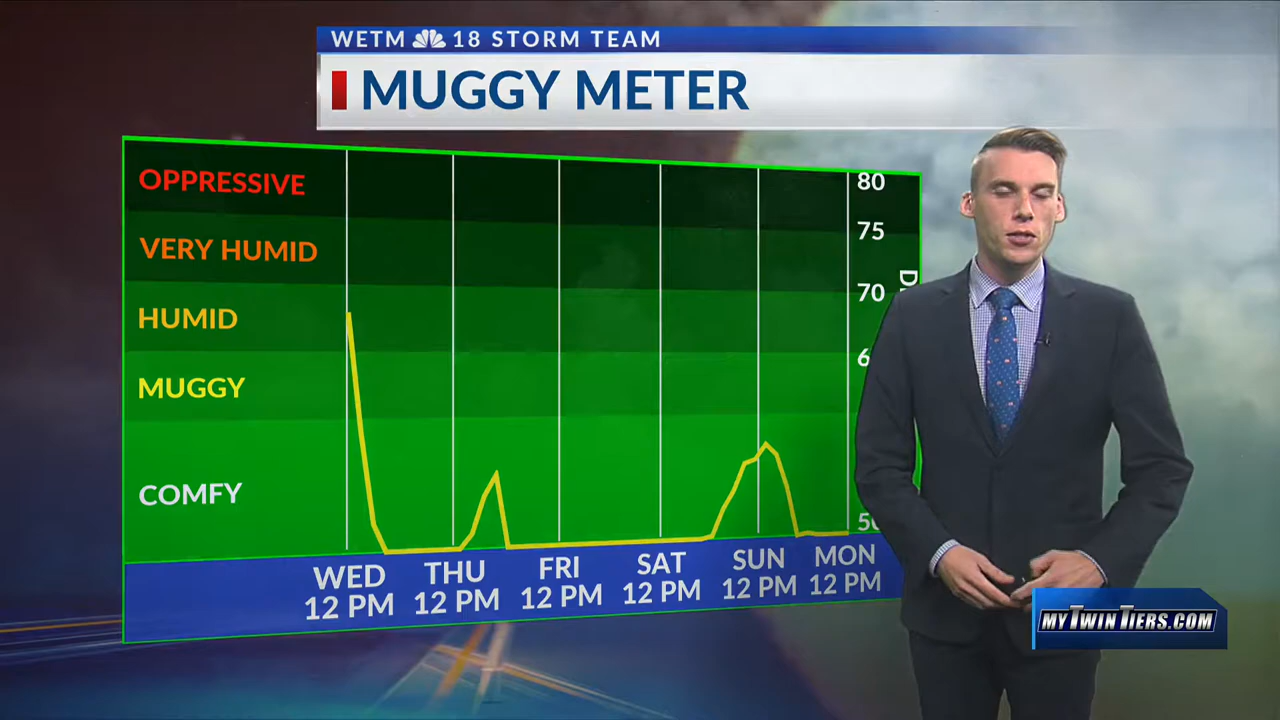 WETM 18 STORM TEAM
MUGGY METER
OPPRESSIVE
VERY HUMID
HUMID
MUGGY
COMFY
80
75
70
WED THU FRI SAT SUN MON
12 PM 12 PM 12 PM 12 PM 12 PM 12 PM
MYTWINTIERS.COM